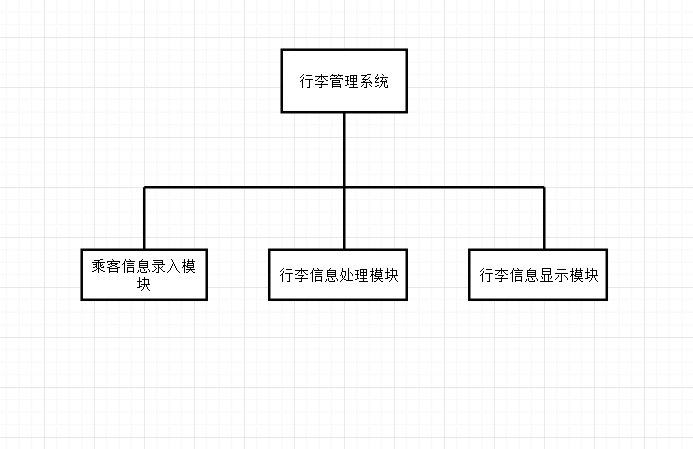 行李管理系统
乘客信息录入模
块
行李信息处理模块
行李信息显示模块